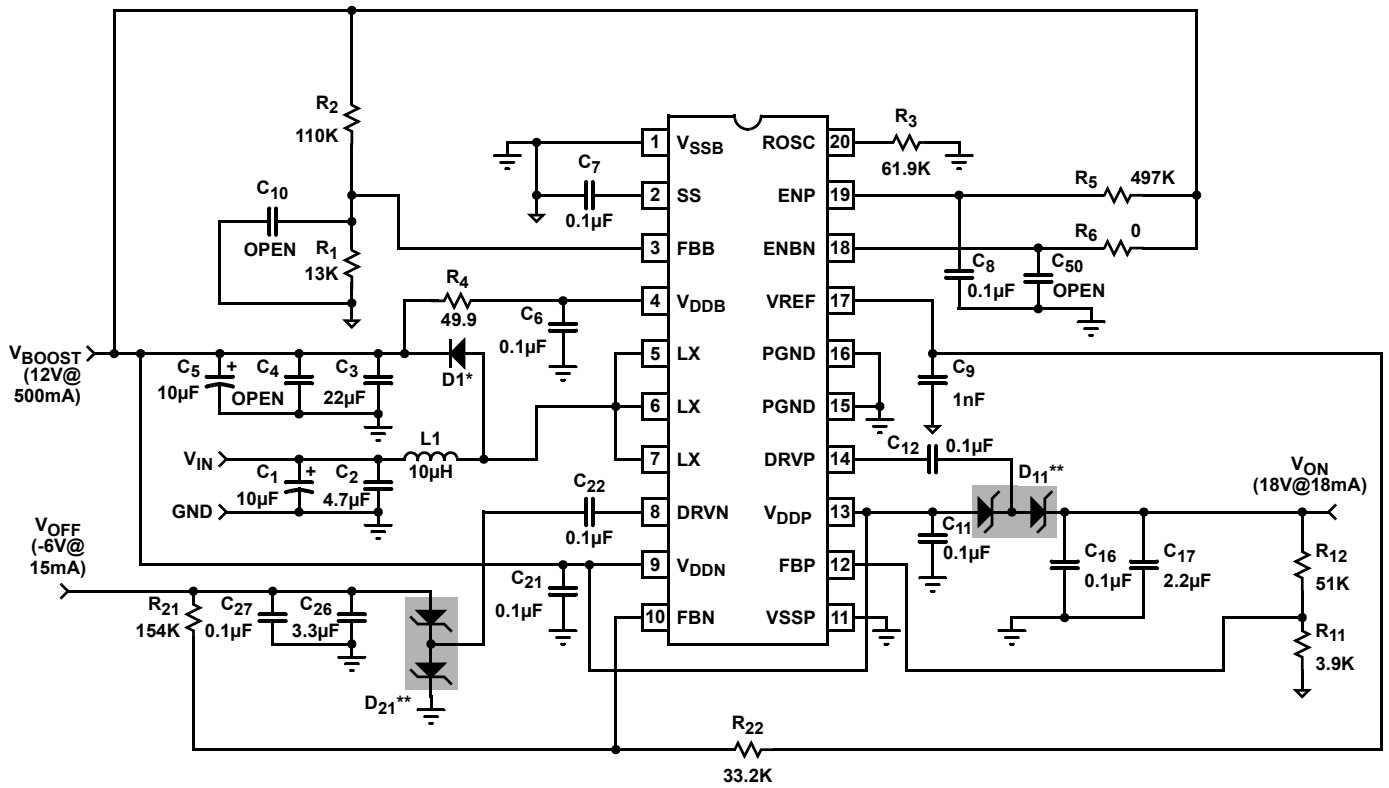 R2
110K
C10
OPEN
R1
13K
VBOOST
(12V@
500mA)
C5
+
10µF
C4
OPEN
C3
22µF
R4
49.9
D1*
C6
0.1µF
C7
0.1µF
VIN
GND
C1
+
10µF
C2
4.7µF
L1
10µH
C22
0.1µF
VOFF
(-6V@
15mA)
R21
154K
C27
0.1µF
C26
3.3µF
D21**
C21
0.1µF
1 VSSB
2 SS
3 FBB
4 VDDB
5 LX
6 LX
7 LX
8 DRVN
9 VDDN
10 FBN
ROSC 20
ENP 19
ENBN 18
VREF 17
PGND 16
PGND 15
DRVP 14
VDDP 13
FBP 12
VSSP 11
R3
61.9K
R5 497K
R6 0
C8
0.1µF
C50
OPEN
C9
1nF
C12 0.1µF
D11**
VON
(18V@18mA)
C11
0.1µF
C16
0.1µF
C17
2.2µF
R12
51K
R11
3.9K
R22
33.2K